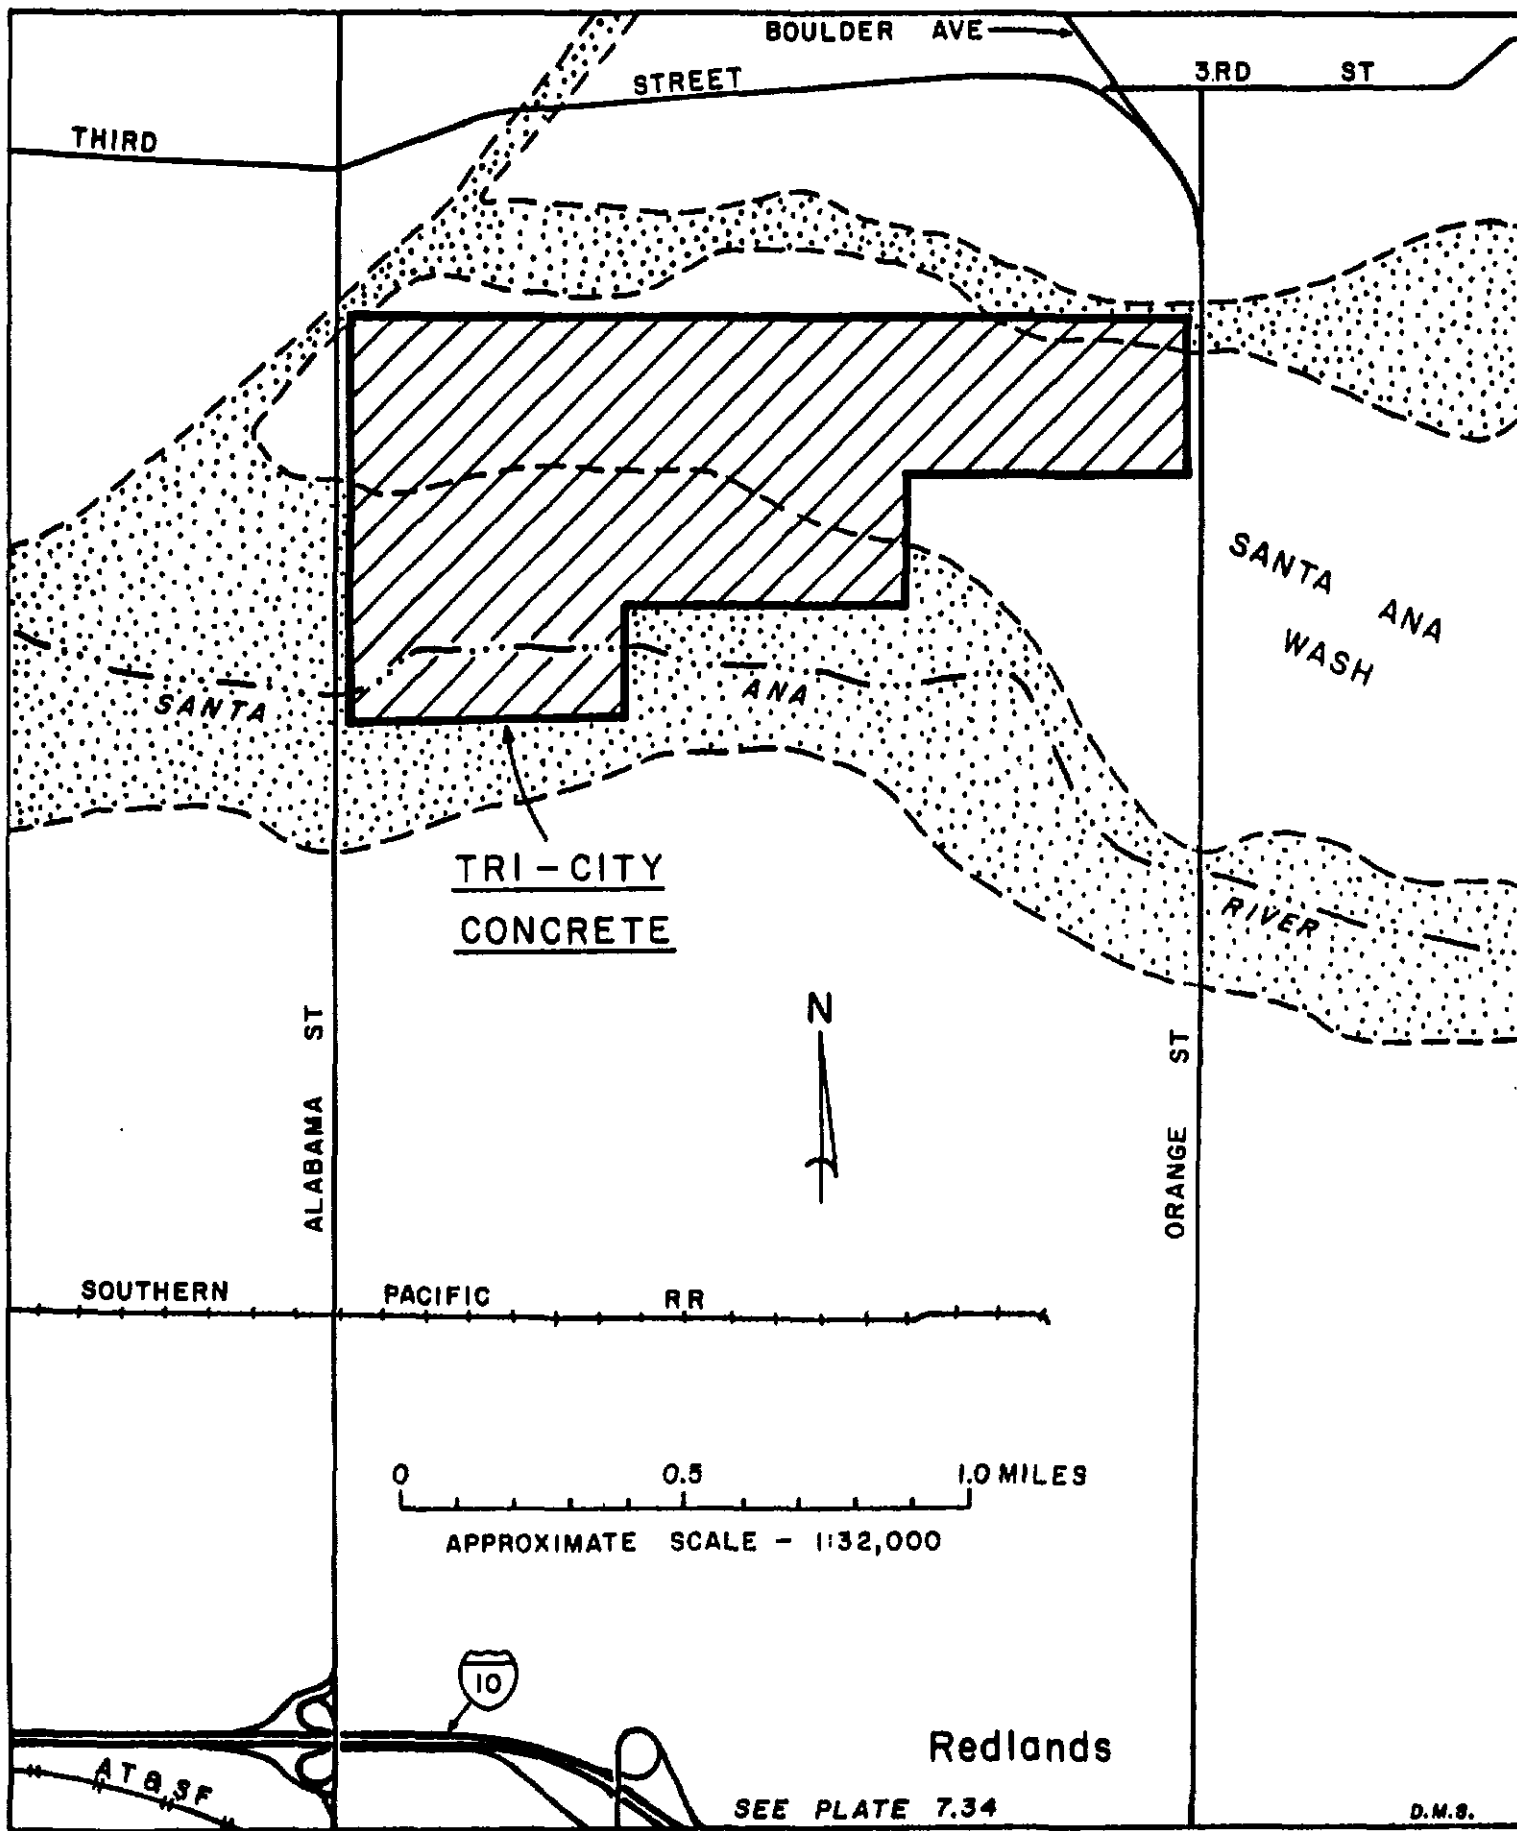 BOULDER AVE
STREET
3RD ST
THIRD
SANTA ANA
WASH
SANTA
ANA
RIVER
TRI-CITY
CONCRETE
N
ALABAMA ST
ORANGE ST
SOUTHERN PACIFIC RR
0 0.5 1.0 MILES
APPROXIMATE SCALE - 1:32,000
10
Redlands
AT&SF
SEE PLATE 7.34
D.M.S.